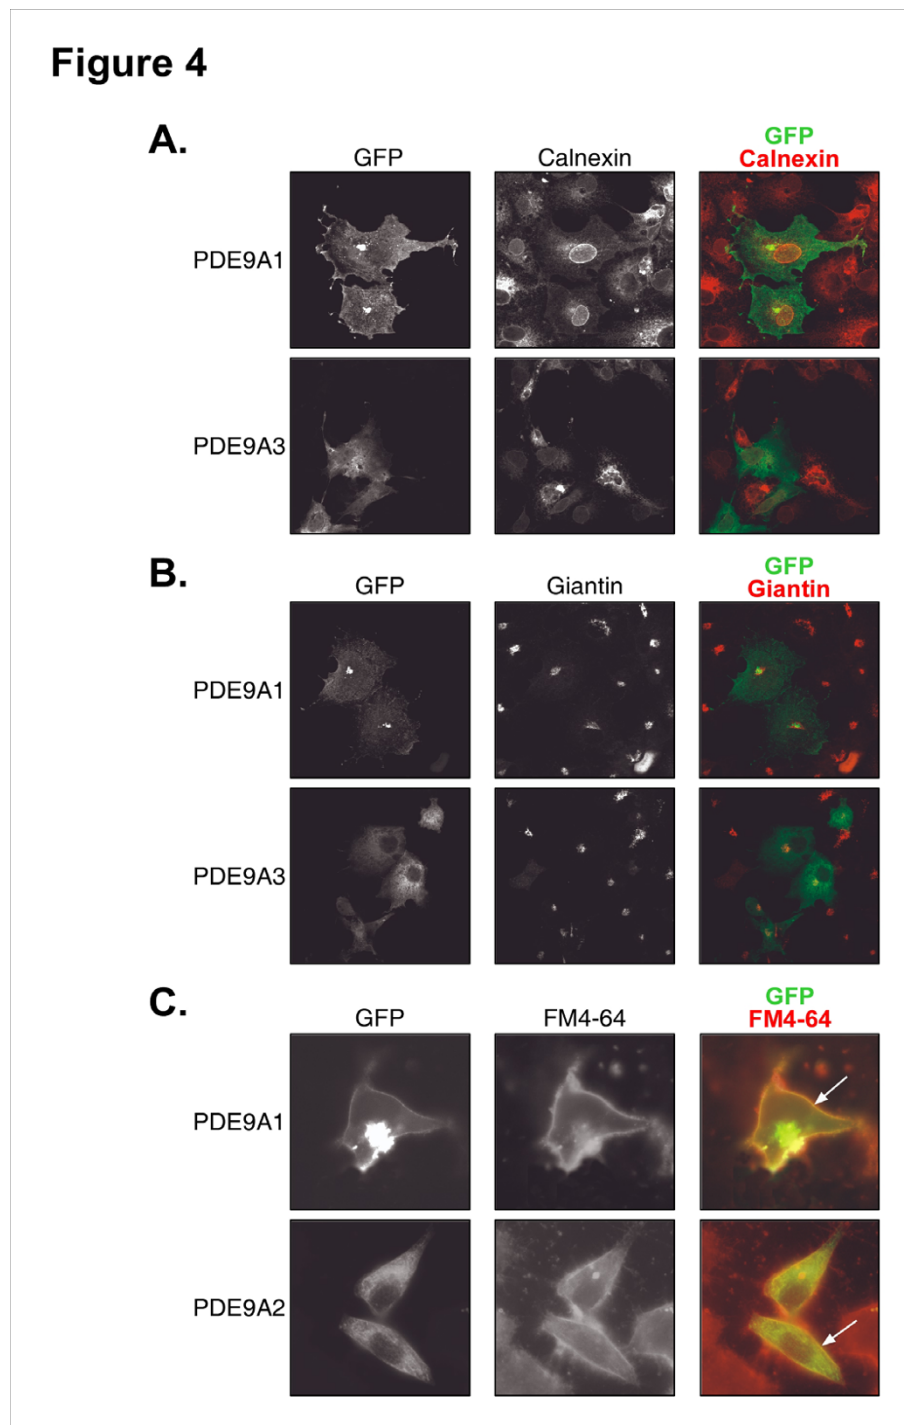 Figure 4
A.
GFP
Calnexin
GFP
Calnexin
PDE9A1
PDE9A3
B.
GFP
Giantin
GFP
Giantin
PDE9A1
PDE9A3
C.
GFP
FM4-64
GFP
FM4-64
PDE9A1
PDE9A2